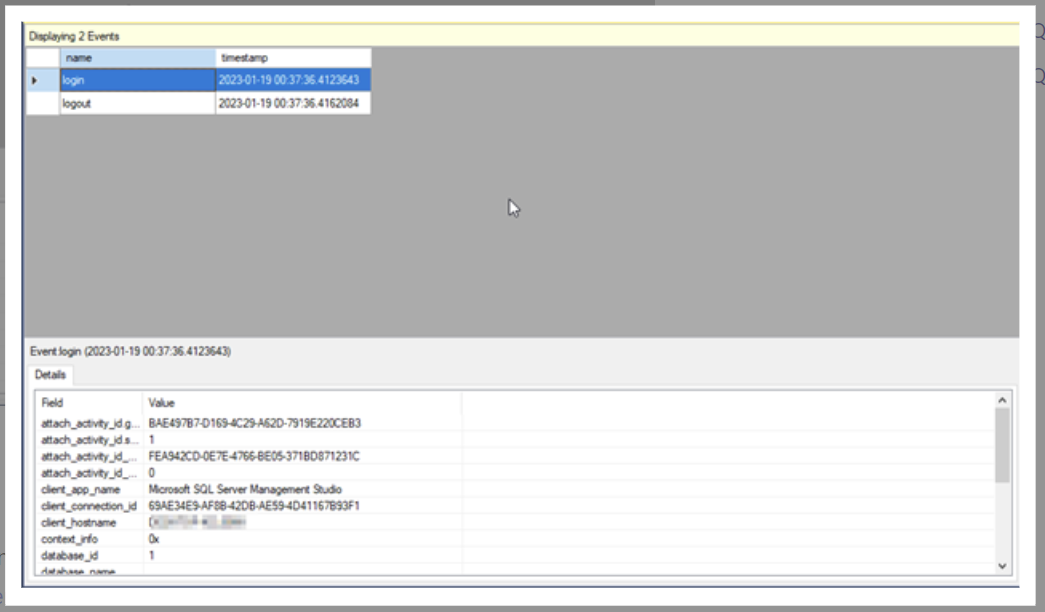 Displaying 2 Events
name timestamp
login 2023-01-19 00:37:36.4123643
logout 2023-01-19 00:37:36.4162084
Event:login (2023-01-19 00:37:36.4123643)
Details
Field Value
attach_activity_id.g... BAE497B7-D169-4C29-A62D-7919E220CEB3
attach_activity_id.s... 1
attach_activity_id_... FEA942CD-0E7E-4766-BE05-371BD871231C
attach_activity_id_... 0
client_app_name Microsoft SQL Server Management Studio
client_connection_id 69AE34E9-AF8B-42DB-AE59-4D41167B93F1
client_hostname
context_info 0x
database_id 1
database_name